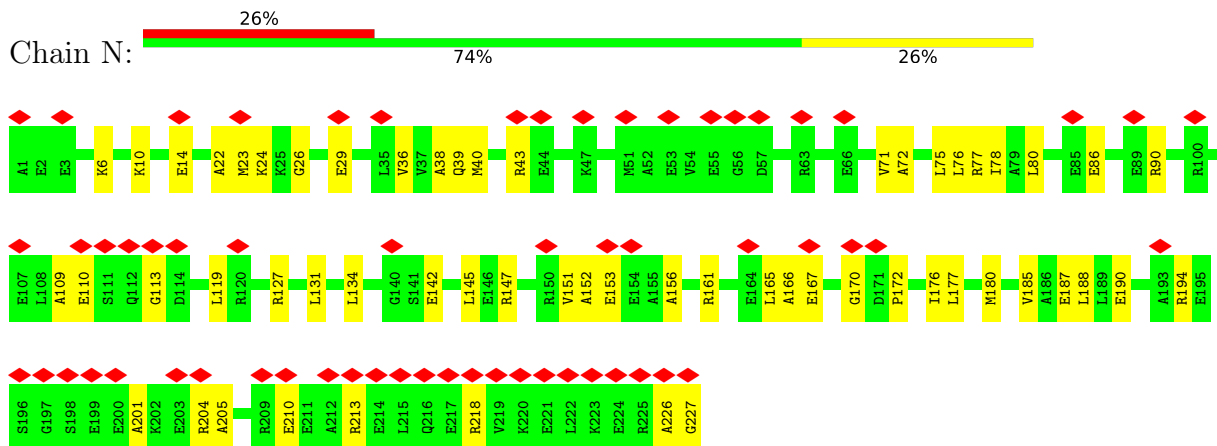 26%
Chain N:
74% 26%
A1 E2 E3 K6 K10 E14 A22 M23 K24 K25 G26 E29 L35 V36 V37 A38 Q39 M40 R43 E44 K47 M51 A52 E53 V54 E55 G56 D57 R63 E66 V71 A72 L75 L76 R77 I78 A79 L80 E85 E86 E89 R90 R100
E107 L108 A109 E110 S111 Q112 G113 D114 L119 R120 R127 L131 L134 G140 S141 E142 L145 E146 R147 R150 V151 A152 E153 E154 A155 A156 R161 E164 L165 A166 E167 G170 D171 P172 I176 L177 M180 V185 A186 E187 L188 L189 E190 A193 R194 E195
S196 G197 S198 E199 E200 A201 K202 E203 R204 A205 R209 E210 E211 A212 R213 E214 L215 Q216 E217 R218 V219 K220 E221 L222 K223 E224 R225 A226 G227